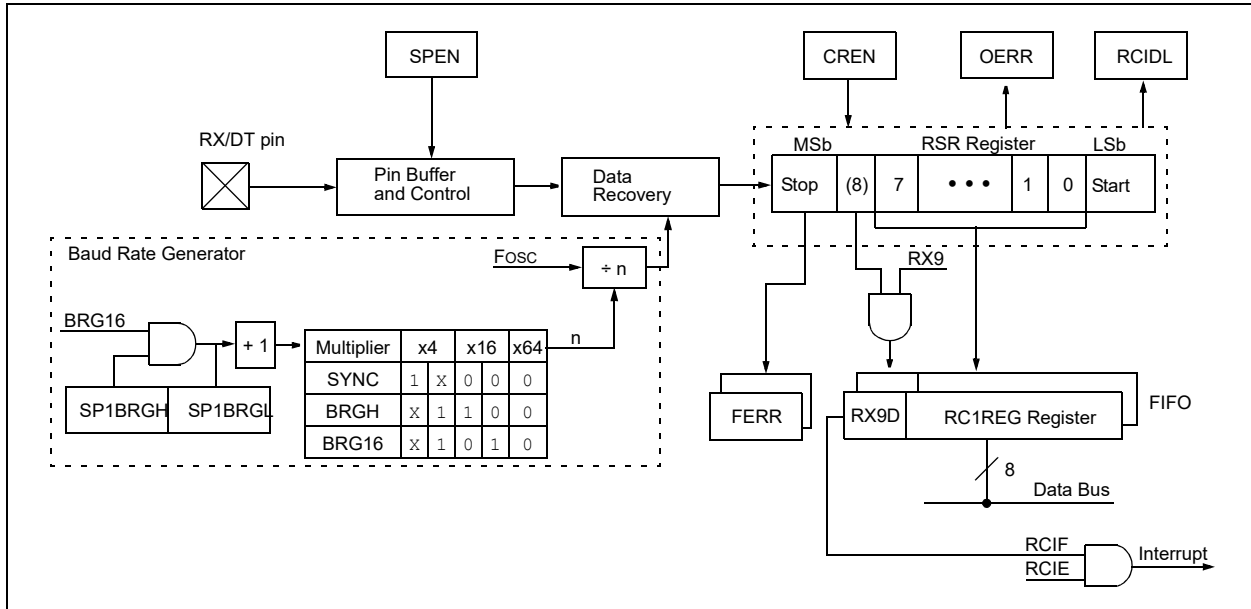 SPEN
CREN
OERR
RCIDL
RX/DT pin
MSb
RSR Register
LSb
Pin Buffer
and Control
Data
Recovery
Stop (8) 7 • • • 1 0 Start
Baud Rate Generator
FOSC
÷ n
RX9
BRG16
+ 1
n
Multiplier x4 x16 x64
SYNC 1 X 0 0 0
BRGH X 1 1 0 0
BRG16 X 1 0 1 0
SP1BRGH SP1BRGL
FERR
RX9D
RC1REG Register
FIFO
8
Data Bus
RCIF
RCIE
Interrupt